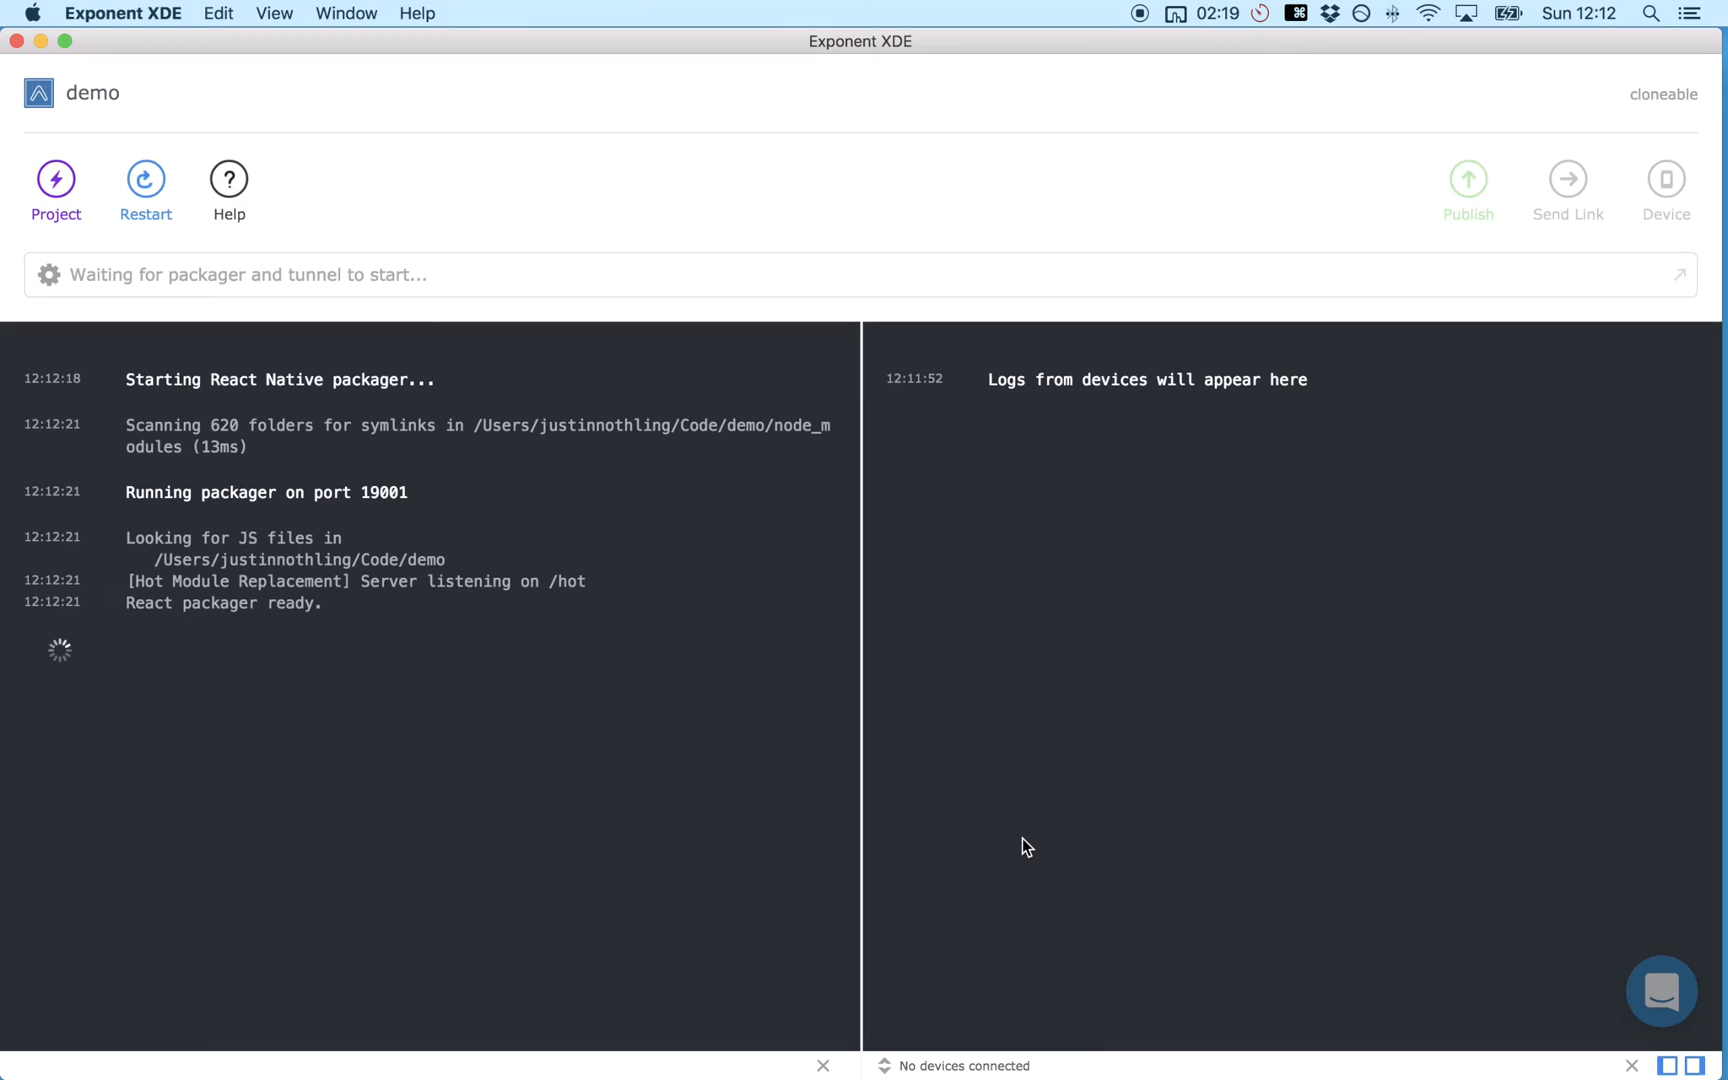 Exponent XDE Edit View Window Help 02:19 Sun 12:12
Exponent XDE
demo
cloneable
Project Restart Help Publish Send Link Device
Waiting for packager and tunnel to start...
12:12:18 Starting React Native packager...
12:12:21 Scanning 620 folders for symlinks in /Users/justinnothling/Code/demo/node_m
odules (13ms)
12:12:21 Running packager on port 19001
12:12:21 Looking for JS files in
/Users/justinnothling/Code/demo
12:12:21 [Hot Module Replacement] Server listening on /hot
12:12:21 React packager ready.
12:11:52 Logs from devices will appear here
No devices connected